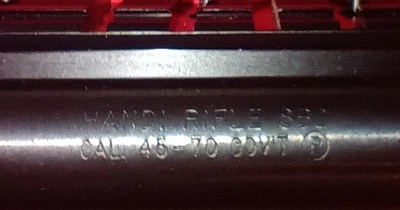 HANDI RIFLE SB2
CAL. 45-70 GOV'T P